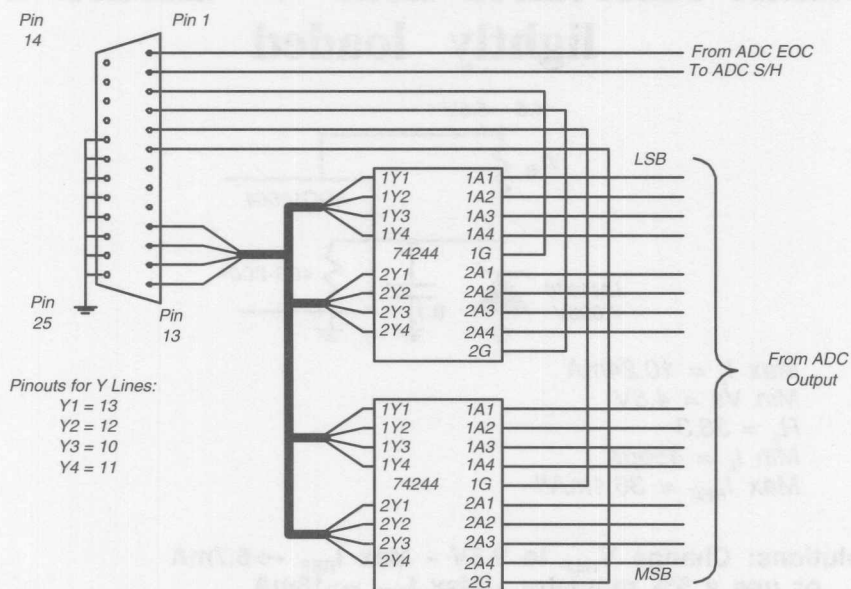 lightly loaded
Pin 14
Pin 1
From ADC EOC
To ADC S/H
LSB
1Y1 1A1
1Y2 1A2
1Y3 1A3
1Y4 1A4
74244 1G
2Y1 2A1
2Y2 2A2
2Y3 2A3
2Y4 2A4
2G
Pin 25
Pin 13
From ADC
Output
Pinouts for Y Lines:
Y1 = 13
Y2 = 12
Y3 = 10
Y4 = 11
1Y1 1A1
1Y2 1A2
1Y3 1A3
1Y4 1A4
74244 1G
2Y1 2A1
2Y2 2A2
2Y3 2A3
2Y4 2A4
2G
MSB